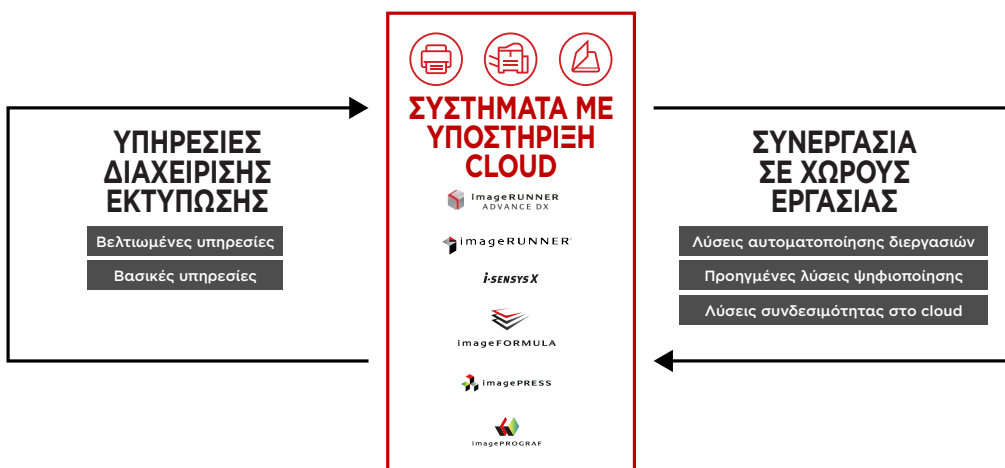 ΥΠΗΡΕΣΙΕΣ
ΔΙΑΧΕΙΡΙΣΗΣ
ΕΚΤΥΠΩΣΗΣ
Βελτιωμένες υπηρεσίες
Βασικές υπηρεσίες
ΣΥΣΤΗΜΑΤΑ ΜΕ
ΥΠΟΣΤΗΡΙΞΗ
CLOUD
imageRUNNER
ADVANCE DX
imageRUNNER
i-SENSYS X
imageFORMULA
imagePRESS
imagePROGRAF
ΣΥΝΕΡΓΑΣΙΑ
ΣΕ ΧΩΡΟΥΣ
ΕΡΓΑΣΙΑΣ
Λύσεις αυτοματοποίησης διεργασιών
Προηγμένες λύσεις ψηφιοποίησης
Λύσεις συνδεσιμότητας στο cloud